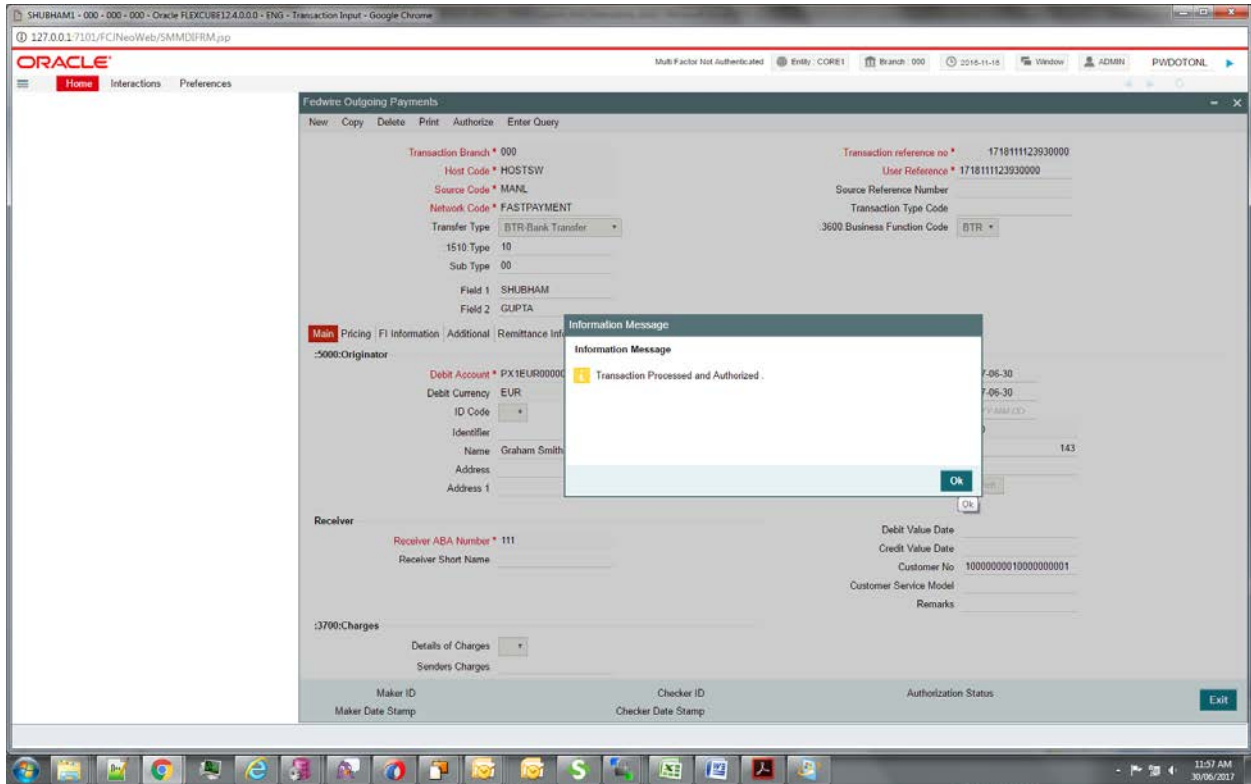 SHUBHAM1 - 000 - 000 - 000 - Oracle FLEXCUBE12.4.0.0.0 - ENG - Transaction Input - Google Chrome
127.0.0.1:7101/FCJNeoWeb/SMMDIFRM.jsp
ORACLE
Multi Factor Not Authenticated Entity : CORE1 Branch : 000 2016-11-16 Window ADMIN PWDOTONL
Home Interactions Preferences
Fedwire Outgoing Payments
New Copy Delete Print Authorize Enter Query
Transaction Branch * 000 Transaction reference no * 1718111123930000
Host Code * HOSTSW User Reference * 1718111123930000
Source Code * MANL Source Reference Number
Network Code * FASTPAYMENT Transaction Type Code
Transfer Type BTR-Bank Transfer :3600:Business Function Code BTR
1510:Type 10
Sub Type 00
Field 1 SHUBHAM
Field 2 GUPTA
Main Pricing FI Information Additional Remittance Inf
Information Message
:5000:Originator
Information Message
Debit Account * PX1EUR00000 Transaction Processed and Authorized . 7-06-30
Debit Currency EUR 7-06-30
ID Code
Identifier
Name Graham Smith 143
Address
Address 1
Ok
Ok
Receiver
Receiver ABA Number * 111 Debit Value Date
Receiver Short Name Credit Value Date
Customer No 10000000010000000001
Customer Service Model
Remarks
:3700:Charges
Details of Charges
Senders Charges
Maker ID Checker ID Authorization Status
Maker Date Stamp Checker Date Stamp
Exit
11:57 AM
30/06/2017